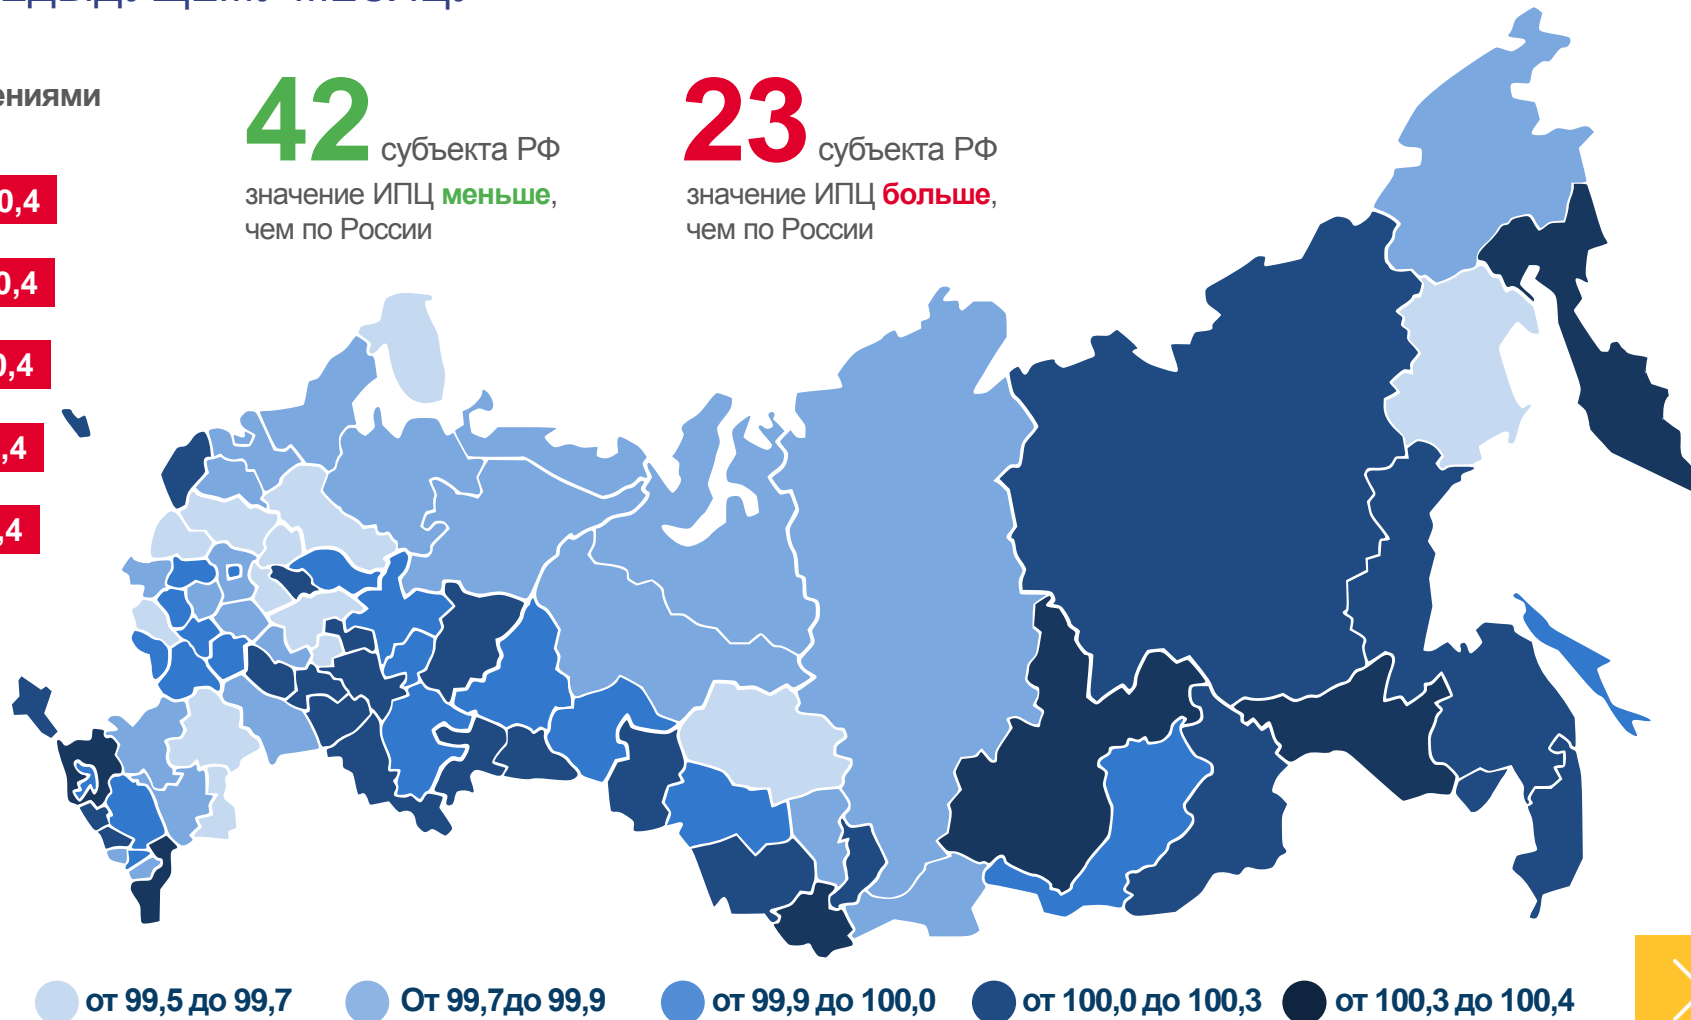 42 субъекта РФ
значение ИПЦ меньше,
чем по России
23 субъекта РФ
значение ИПЦ больше,
чем по России
ениями
0,4
0,4
0,4
,4
,4
от 99,5 до 99,7
От 99,7до 99,9
от 99,9 до 100,0
от 100,0 до 100,3
от 100,3 до 100,4